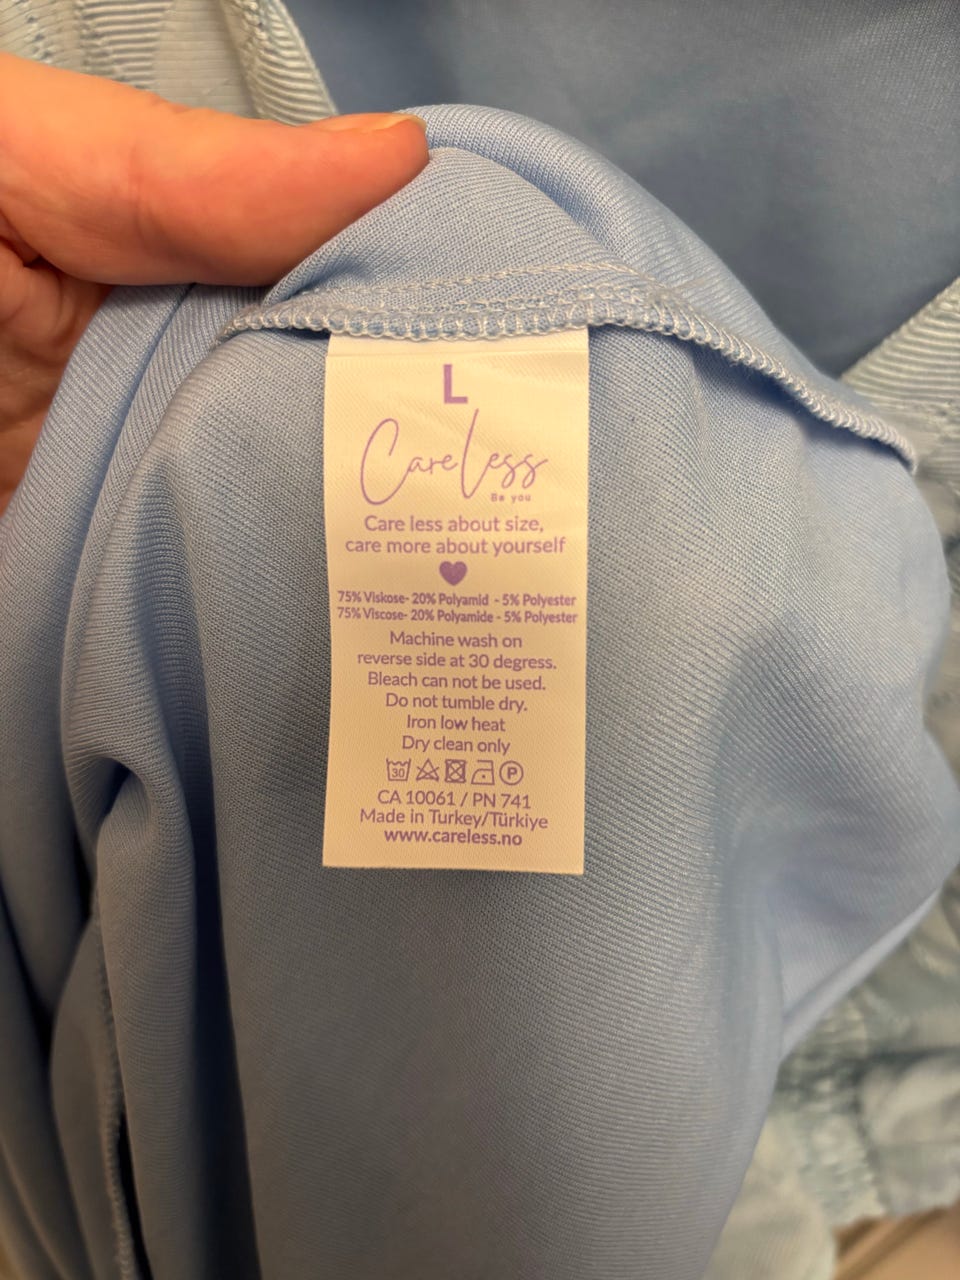 L
CareLess
Be you
Care less about size,
care more about yourself
75% Viskose- 20% Polyamid - 5% Polyester
75% Viscose- 20% Polyamide - 5% Polyester
Machine wash on
reverse side at 30 degress.
Bleach can not be used.
Do not tumble dry.
Iron low heat
Dry clean only
30 P
CA 10061 / PN 741
Made in Turkey/Türkiye
www.careless.no